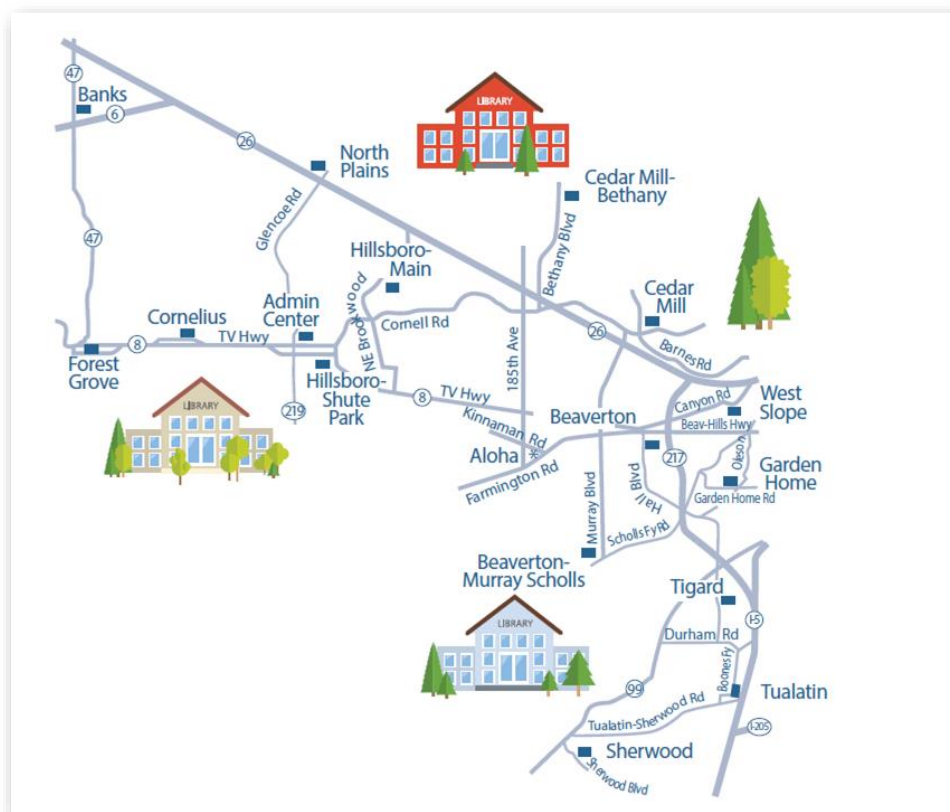 47
Banks
6
26
LIBRARY
North
Plains
Cedar Mill-
Bethany
Glencoe Rd
Bethany Blvd
47
Hillsboro-
Main
Cedar
Mill
Admin
Center
NE Brookwood
Cornell Rd
Cornelius
TV Hwy
8
26
Barnes Rd
Forest
Grove
Hillsboro-
Shute
Park
185th Ave
TV Hwy
8
Canyon Rd
West
Slope
LIBRARY
219
Kinnaman Rd
Beaverton
Beav-Hills Hwy
Aloha
Farmington Rd
217
Oleson
Garden
Home
Hall Blvd
Garden Home Rd
Murray Blvd
Scholls Fy Rd
Beaverton-
Murray Scholls
Tigard
LIBRARY
I-5
Durham Rd
Boones Fy
99
Tualatin
Tualatin-Sherwood Rd
I-205
Sherwood
Sherwood Blvd